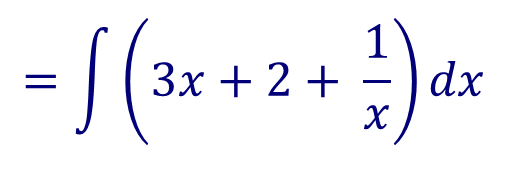 = ∫ (3x + 2 + 1/x) dx